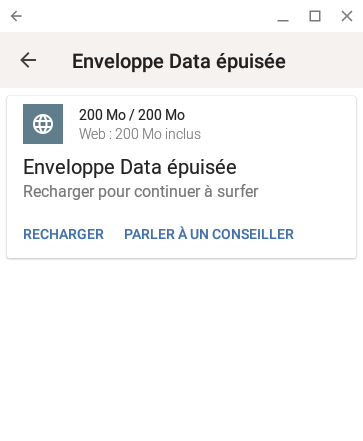 Enveloppe Data épuisée
200 Mo / 200 Mo
Web : 200 Mo inclus
Enveloppe Data épuisée
Recharger pour continuer à surfer
RECHARGER PARLER À UN CONSEILLER